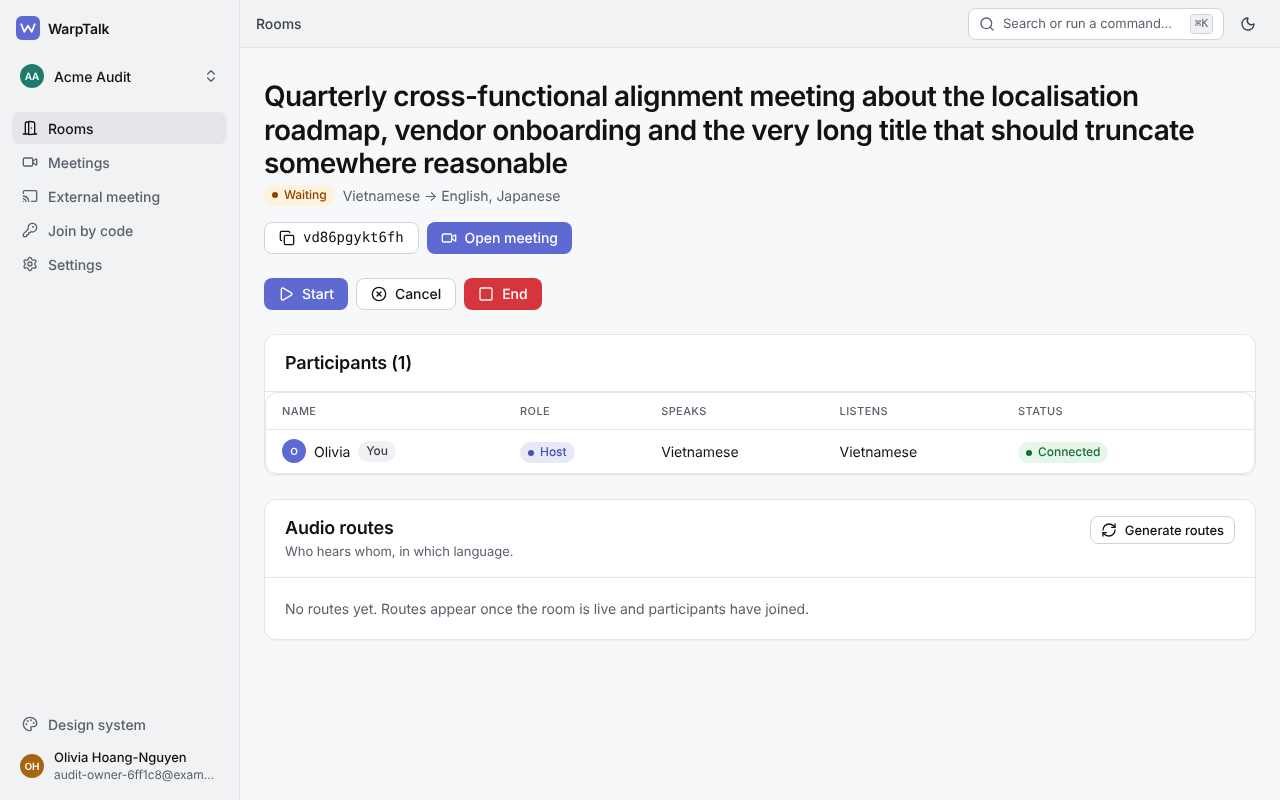 WarpTalk
AA Acme Audit
Rooms
Meetings
External meeting
Join by code
Settings
Design system
OH Olivia Hoang-Nguyen
audit-owner-6ff1c8@exam...
Rooms
Search or run a command... ⌘K
Quarterly cross-functional alignment meeting about the localisation
roadmap, vendor onboarding and the very long title that should truncate
somewhere reasonable
Waiting Vietnamese → English, Japanese
vd86pgykt6fh Open meeting
Start Cancel End
Participants (1)
NAME ROLE SPEAKS LISTENS STATUS
O Olivia You Host Vietnamese Vietnamese Connected
Audio routes
Who hears whom, in which language.
Generate routes
No routes yet. Routes appear once the room is live and participants have joined.